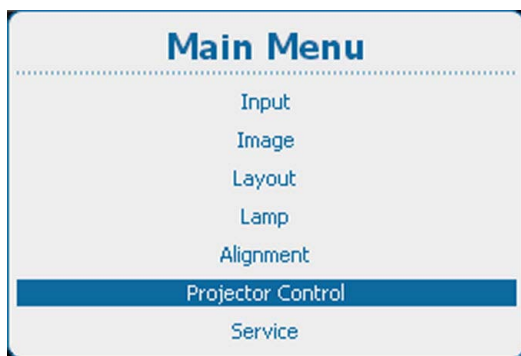 Main Menu
Input
Image
Layout
Lamp
Alignment
Projector Control
Service